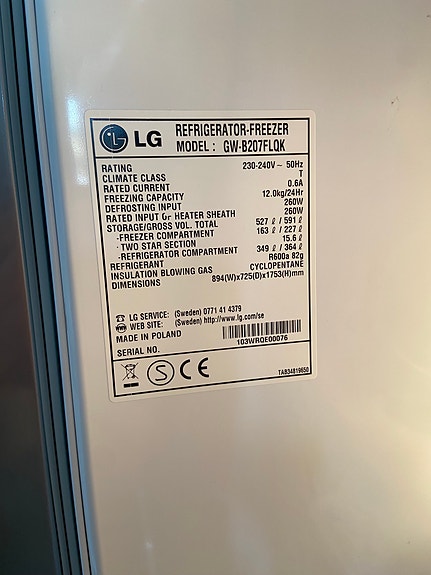 LG REFRIGERATOR-FREEZER
MODEL : GW-B207FLQK
RATING 230-240V ~ 50Hz
CLIMATE CLASS T
RATED CURRENT 0.6A
FREEZING CAPACITY 12.0kg/24Hr
DEFROSTING INPUT 260W
RATED INPUT OF HEATER SHEATH 260W
STORAGE/GROSS VOL. TOTAL 527 ℓ / 591 ℓ
·FREEZER COMPARTMENT 163 ℓ / 227 ℓ
·TWO STAR SECTION 15.6 ℓ
·REFRIGERATOR COMPARTMENT 349 ℓ / 364 ℓ
REFRIGERANT R600a 82g
INSULATION BLOWING GAS CYCLOPENTANE
DIMENSIONS 894(W)x725(D)x1753(H)mm
LG SERVICE: (Sweden) 0771 41 4379
www WEB SITE: (Sweden) http://www.lg.com/se
MADE IN POLAND
SERIAL NO. 103WRQE00076
S CE
TAB34819650